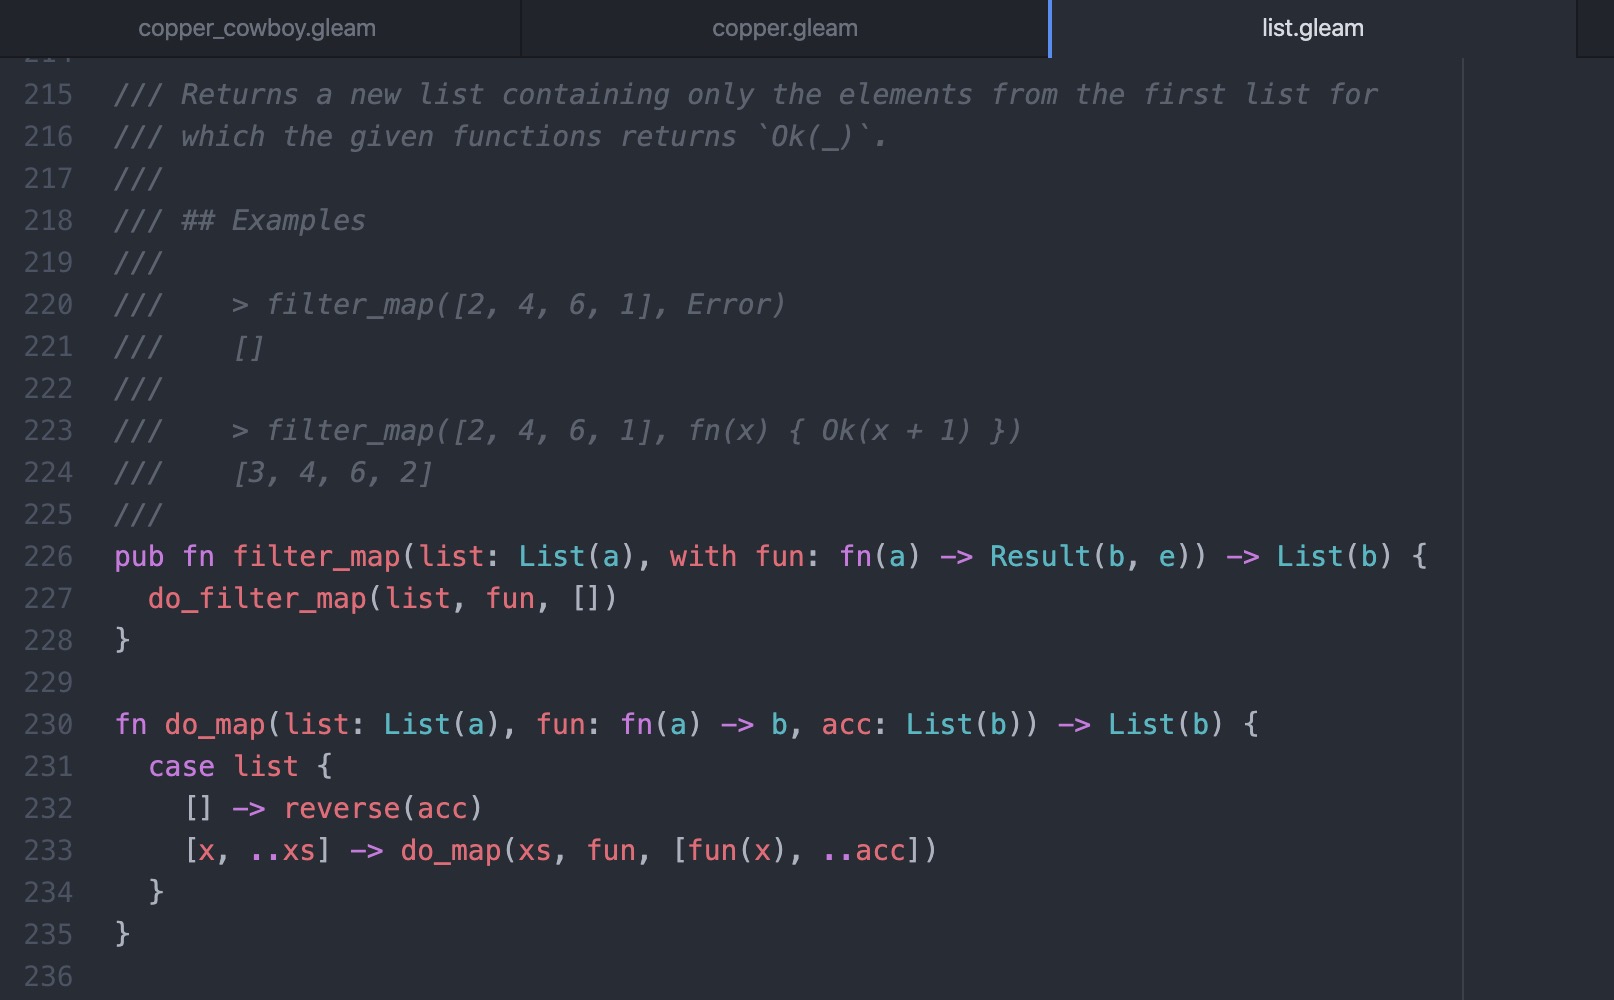 copper_cowboy.gleam
copper.gleam
list.gleam
215 /// Returns a new list containing only the elements from the first list for
216 /// which the given functions returns `Ok(_)`.
217 ///
218 /// ## Examples
219 ///
220 ///    > filter_map([2, 4, 6, 1], Error)
221 ///    []
222 ///
223 ///    > filter_map([2, 4, 6, 1], fn(x) { Ok(x + 1) })
224 ///    [3, 4, 6, 2]
225 ///
226 pub fn filter_map(list: List(a), with fun: fn(a) -> Result(b, e)) -> List(b) {
227   do_filter_map(list, fun, [])
228 }
229
230 fn do_map(list: List(a), fun: fn(a) -> b, acc: List(b)) -> List(b) {
231   case list {
232     [] -> reverse(acc)
233     [x, ..xs] -> do_map(xs, fun, [fun(x), ..acc])
234   }
235 }
236